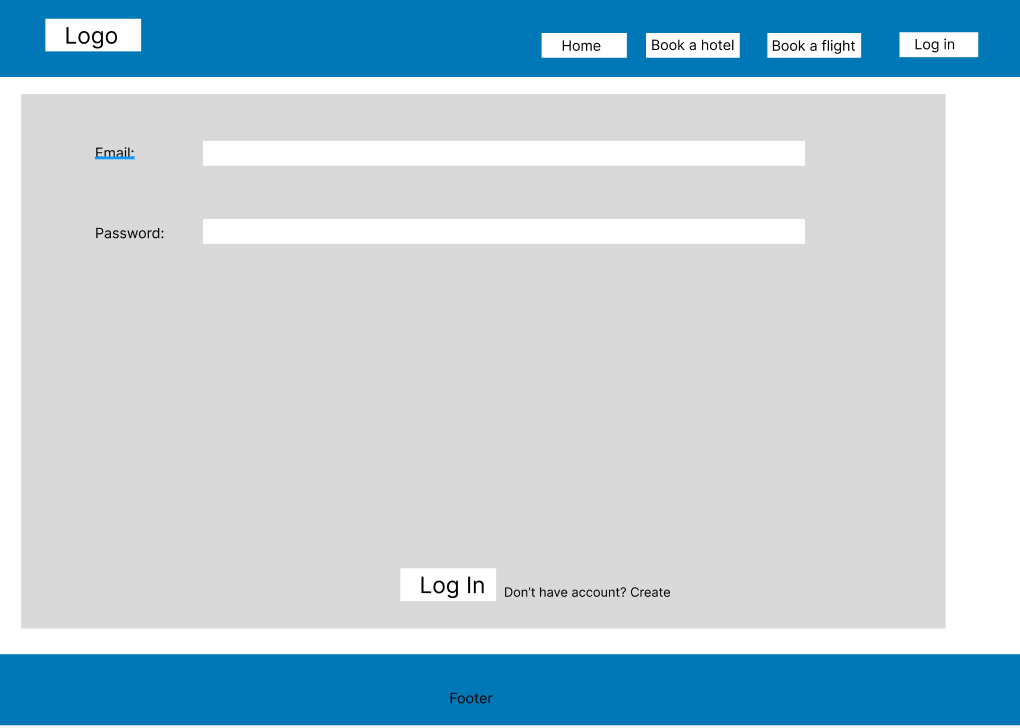 Logo
Home
Book a hotel
Book a flight
Log in
Email:
Password:
Log In
Don't have account? Create
Footer